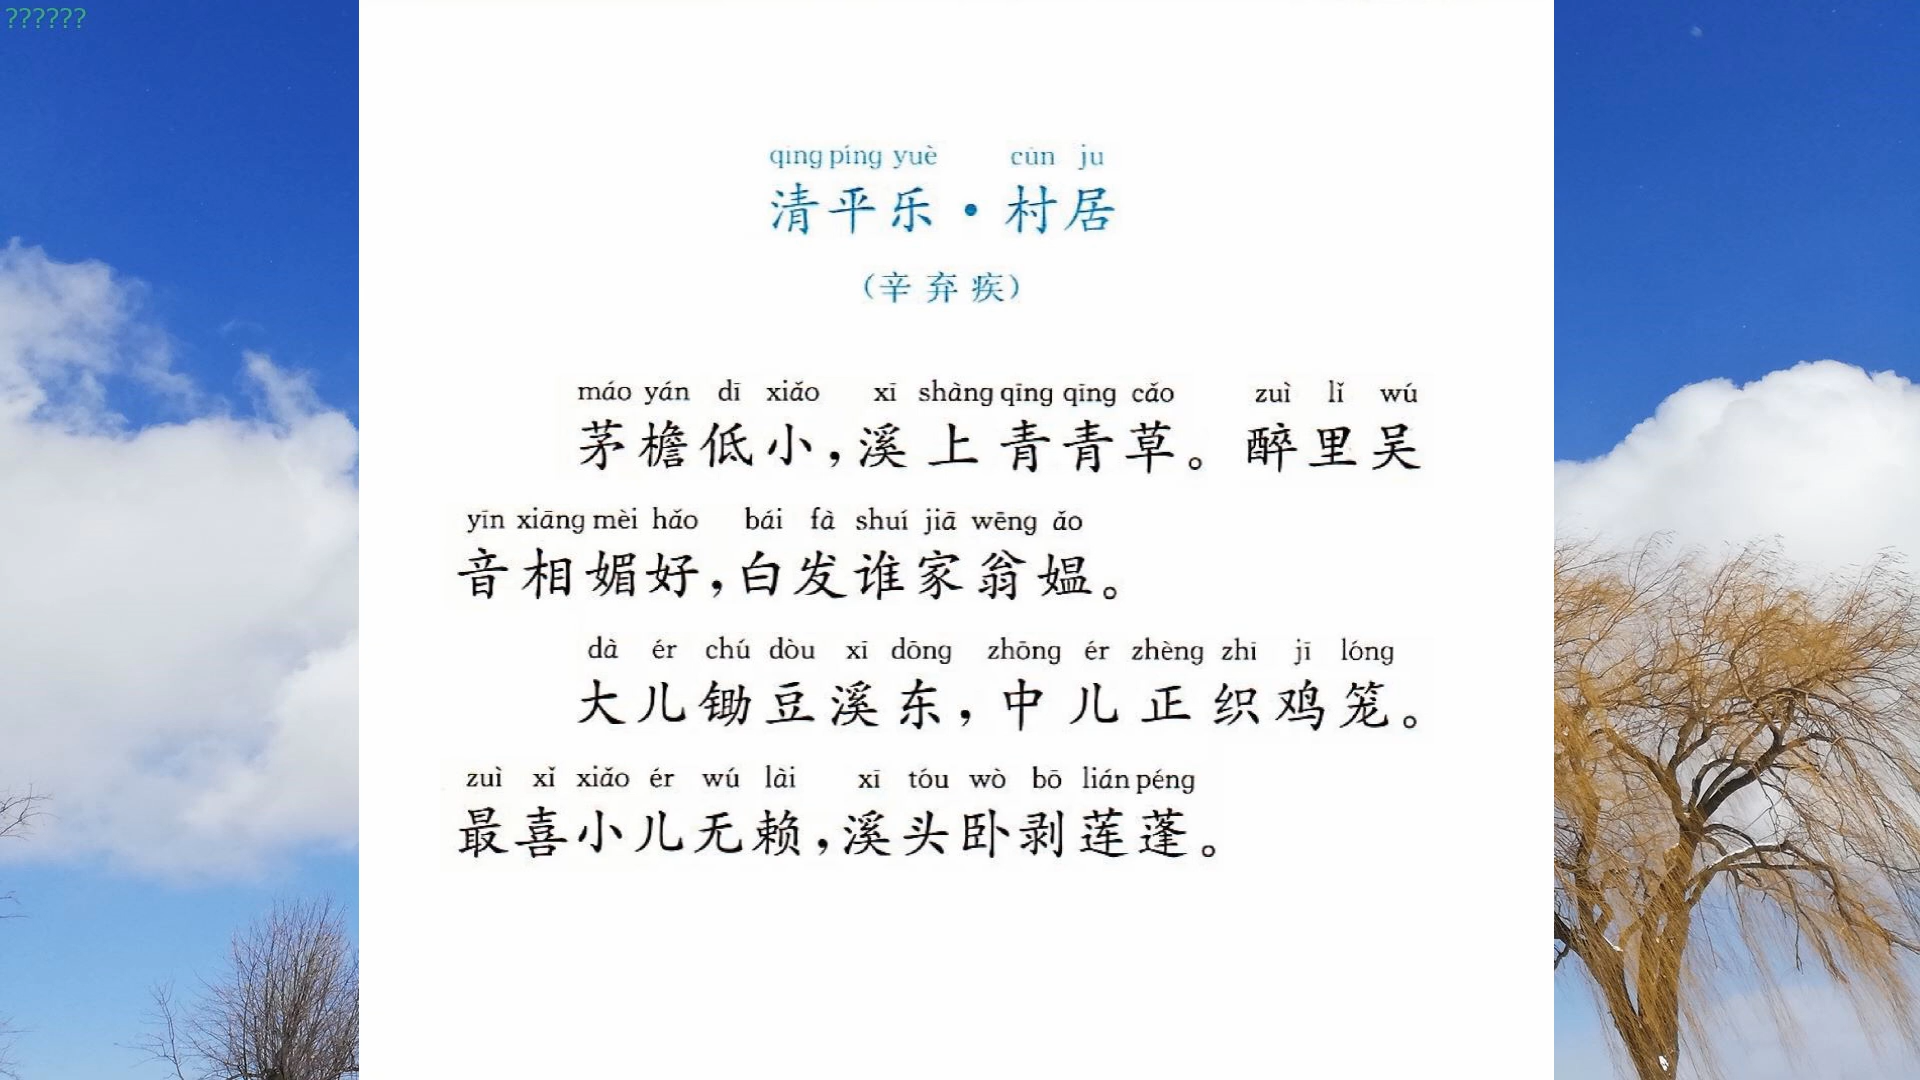 ??????
qīng píng yuè cūn jū
清平乐·村居
（辛弃疾）
máo yán dī xiǎo xī shàng qīng qīng cǎo zuì lǐ wú
茅檐低小，溪上青青草。醉里吴
yīn xiāng mèi hǎo bái fà shuí jiā wēng ǎo
音相媚好，白发谁家翁媪。
dà ér chú dòu xī dōng zhōng ér zhèng zhī jī lóng
大儿锄豆溪东，中儿正织鸡笼。
zuì xǐ xiǎo ér wú lài xī tóu wò bō lián péng
最喜小儿无赖，溪头卧剥莲蓬。